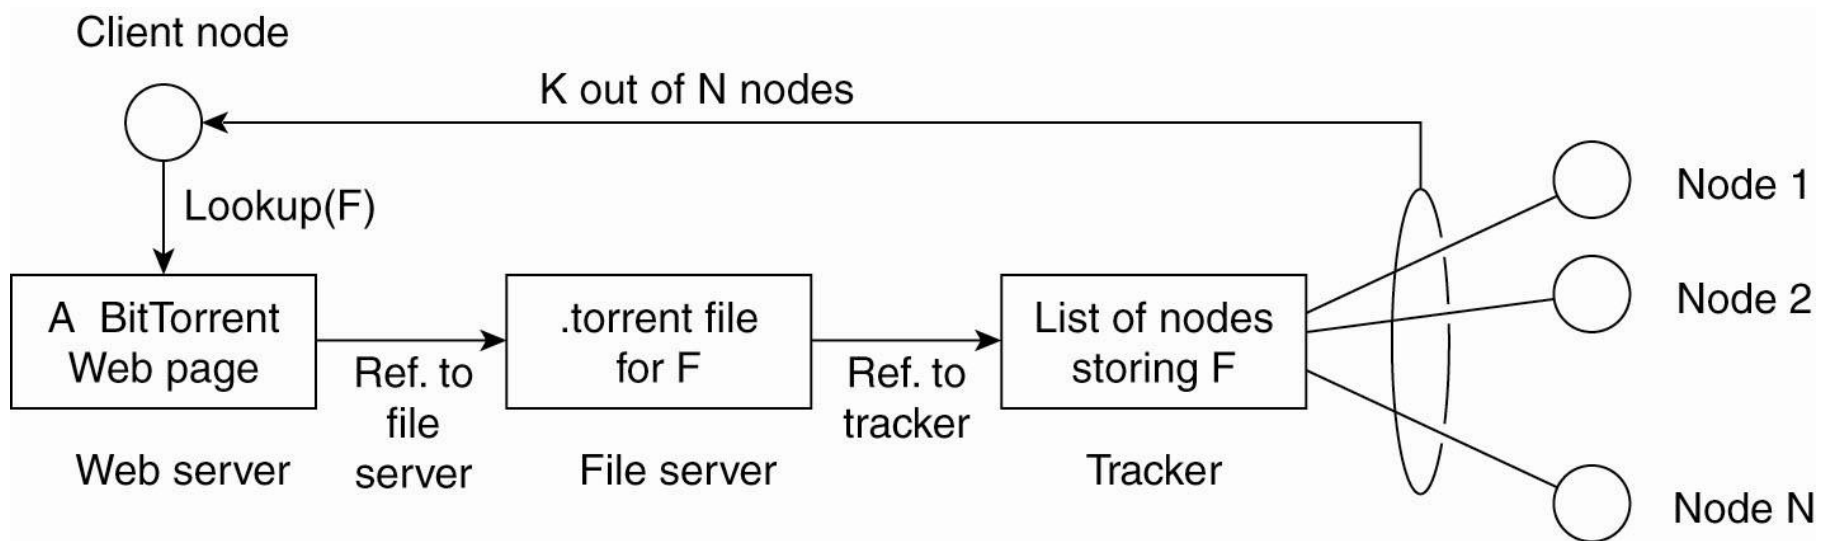 Client node
K out of N nodes
Lookup(F)
Node 1
Node 2
A BitTorrent
Web page
Ref. to
file
server
.torrent file
for F
Ref. to
tracker
List of nodes
storing F
Web server
File server
Tracker
Node N